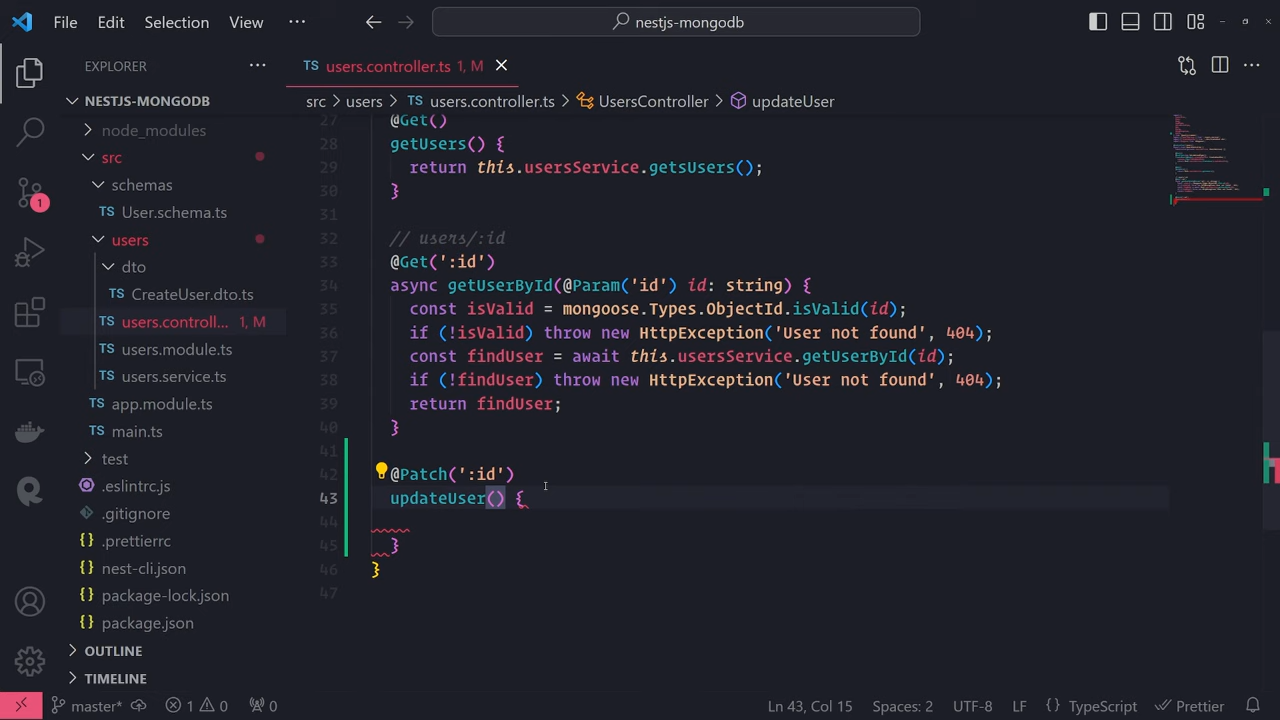 File Edit Selection View ··· nestjs-mongodb
EXPLORER ···
TS users.controller.ts 1, M
NESTJS-MONGODB
src > users > TS users.controller.ts > UsersController > updateUser
node_modules
src
schemas
User.schema.ts
users
dto
CreateUser.dto.ts
users.controll... 1, M
users.module.ts
users.service.ts
app.module.ts
main.ts
test
.eslintrc.js
.gitignore
.prettierrc
nest-cli.json
package-lock.json
package.json
OUTLINE
TIMELINE
27 @Get()
28 getUsers() {
29 return this.usersService.getsUsers();
30 }
31
32 // users/:id
33 @Get(':id')
34 async getUserById(@Param('id') id: string) {
35 const isValid = mongoose.Types.ObjectId.isValid(id);
36 if (!isValid) throw new HttpException('User not found', 404);
37 const findUser = await this.usersService.getUserById(id);
38 if (!findUser) throw new HttpException('User not found', 404);
39 return findUser;
40 }
41
42 @Patch(':id')
43 updateUser() {
44
45 }
46 }
47
1
master* 1 0 0 Ln 43, Col 15 Spaces: 2 UTF-8 LF {} TypeScript Prettier